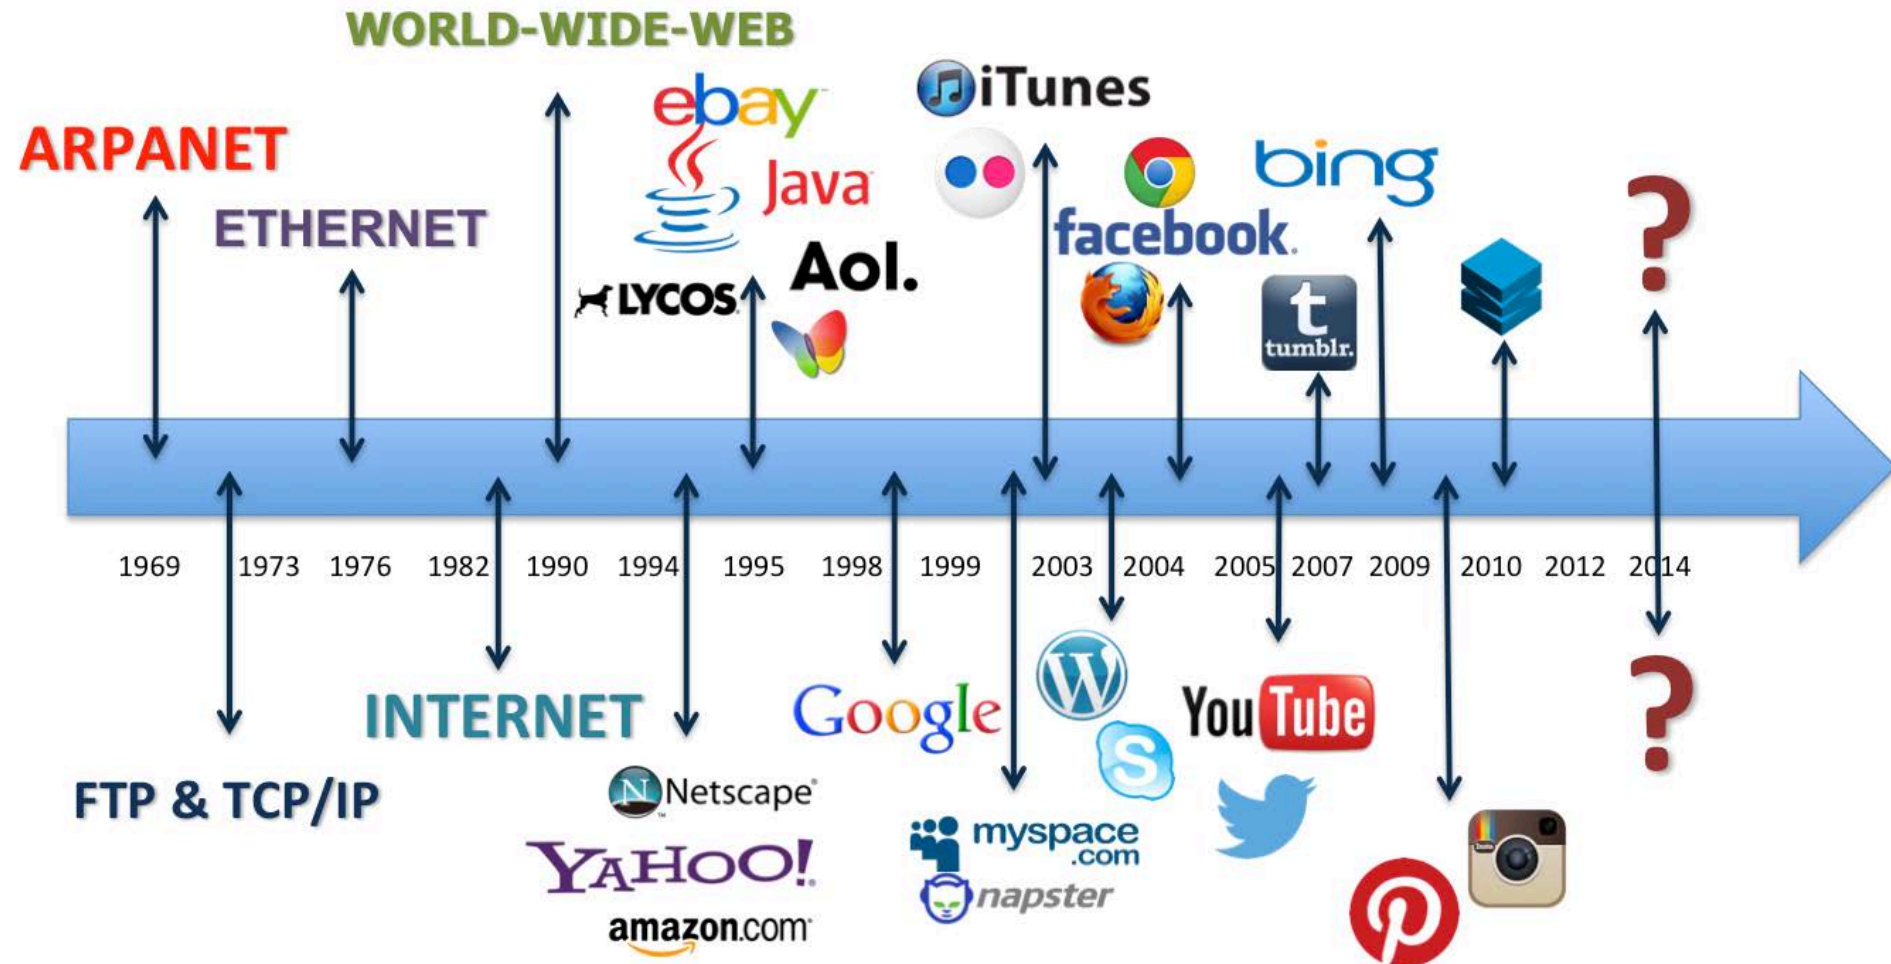 WORLD-WIDE-WEB
ARPANET
ETHERNET
ebay
Java
LYCOS
Aol.
iTunes
facebook.
bing
t
tumblr.
?
1969 1973 1976 1982 1990 1994 1995 1998 1999 2003 2004 2005 2007 2009 2010 2012 2014
FTP & TCP/IP
INTERNET
N Netscape®
YAHOO!
amazon.com
Google
myspace
.com
napster
W
S
You Tube
?